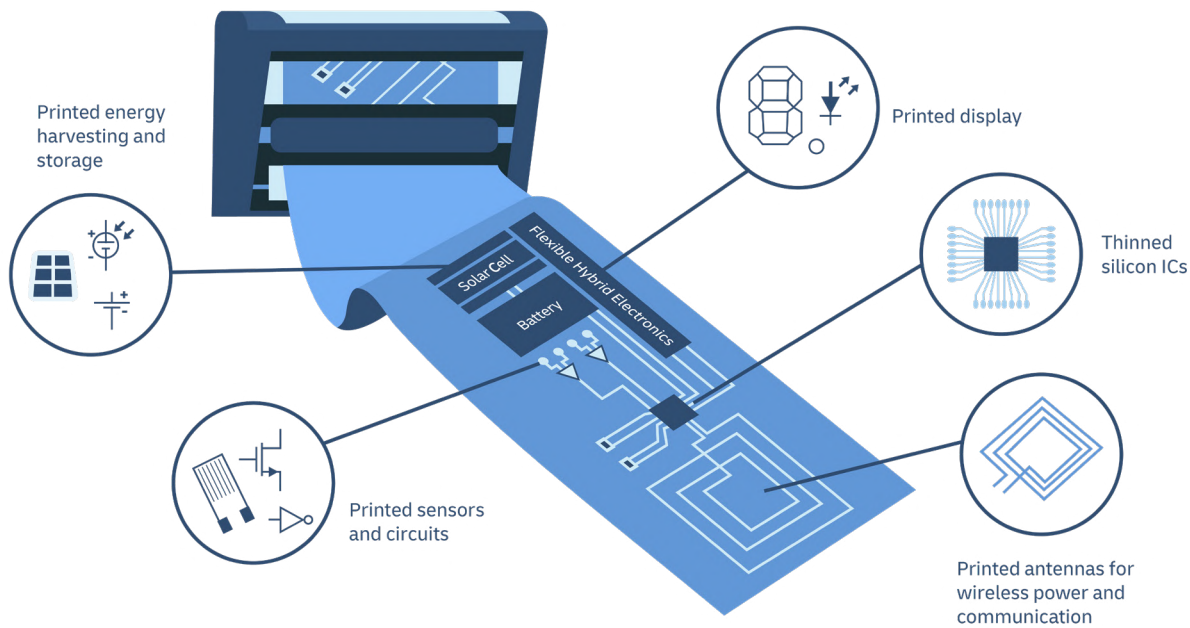 Printed energy
harvesting and
storage
Printed display
Thinned
silicon ICs
Flexible Hybrid Electronics
Solar Cell
Battery
+
-
+
-
Printed sensors
and circuits
Printed antennas for
wireless power and
communication